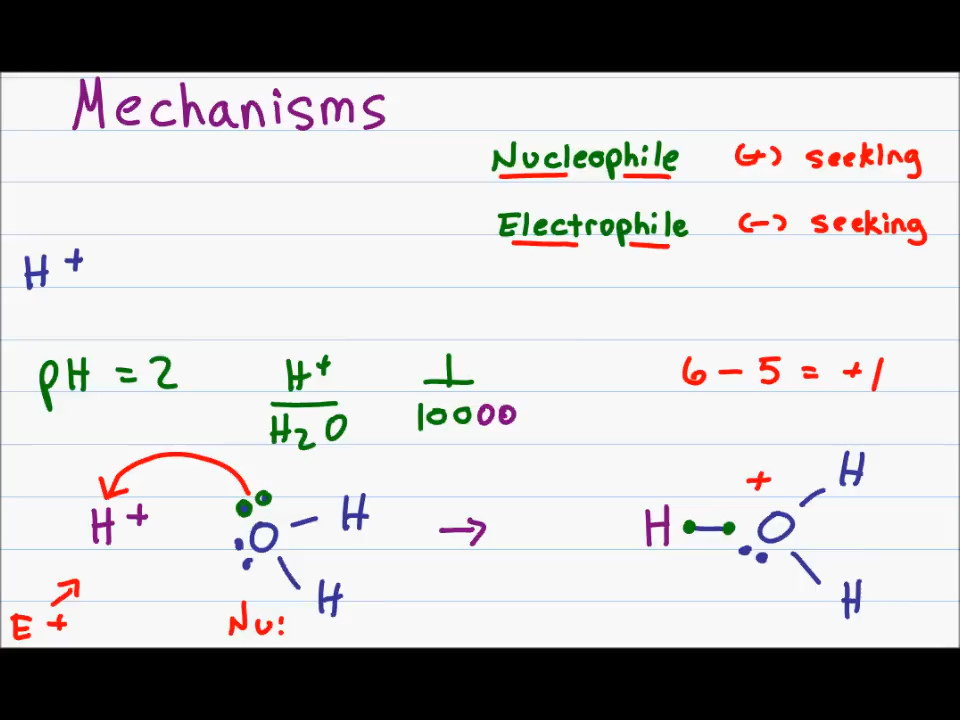 Mechanisms
Nucleophile (+) seeking
Electrophile (-) seeking
H +
pH = 2 H+ 1 6 - 5 = +1
H2O 10000
H
+
H + O H → H O
H H
E + Nu: